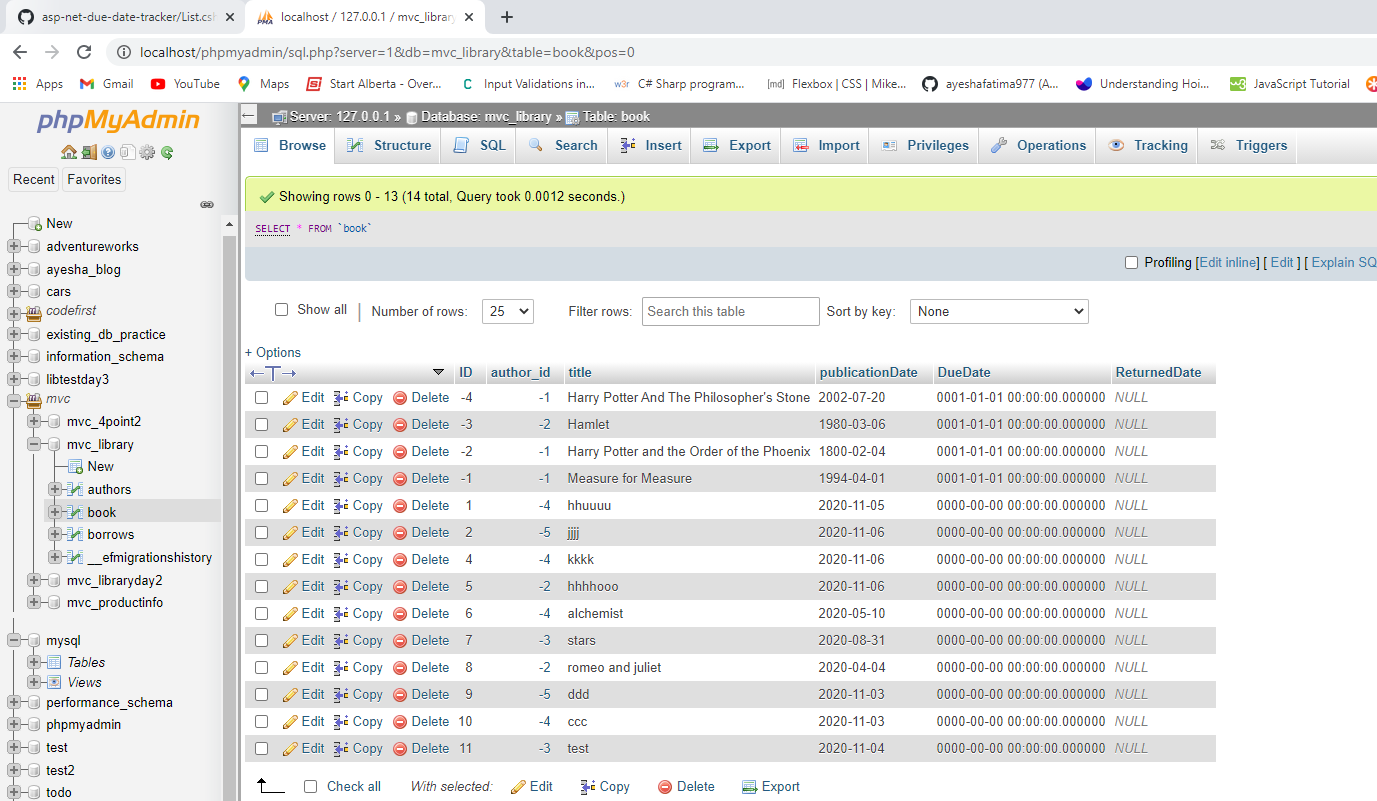 asp-net-due-date-tracker/List.csh
localhost / 127.0.0.1 / mvc_library
localhost/phpmyadmin/sql.php?server=1&db=mvc_library&table=book&pos=0
Apps Gmail YouTube Maps Start Alberta - Over... Input Validations in... C# Sharp program... Flexbox | CSS | Mike... ayeshafatima977 (A... Understanding Hoi... JavaScript Tutorial
phpMyAdmin
Recent Favorites
New
adventureworks
ayesha_blog
cars
codefirst
existing_db_practice
information_schema
libtestday3
mvc
mvc_4point2
mvc_library
New
authors
book
borrows
__efmigrationshistory
mvc_libraryday2
mvc_productinfo
mysql
Tables
Views
performance_schema
phpmyadmin
test
test2
todo
Server: 127.0.0.1 » Database: mvc_library » Table: book
Browse Structure SQL Search Insert Export Import Privileges Operations Tracking Triggers
Showing rows 0 - 13 (14 total, Query took 0.0012 seconds.)
SELECT * FROM `book`
Profiling [Edit inline] [ Edit ] [ Explain SQ
Show all | Number of rows: 25 Filter rows: Search this table Sort by key: None
+ Options
←T→ ID author_id title publicationDate DueDate ReturnedDate
Edit Copy Delete -4 -1 Harry Potter And The Philosopher's Stone 2002-07-20 0001-01-01 00:00:00.000000 NULL
Edit Copy Delete -3 -2 Hamlet 1980-03-06 0001-01-01 00:00:00.000000 NULL
Edit Copy Delete -2 -1 Harry Potter and the Order of the Phoenix 1800-02-04 0001-01-01 00:00:00.000000 NULL
Edit Copy Delete -1 -1 Measure for Measure 1994-04-01 0001-01-01 00:00:00.000000 NULL
Edit Copy Delete 1 -4 hhuuuu 2020-11-05 0000-00-00 00:00:00.000000 NULL
Edit Copy Delete 2 -5 jjjj 2020-11-06 0000-00-00 00:00:00.000000 NULL
Edit Copy Delete 4 -4 kkkk 2020-11-06 0000-00-00 00:00:00.000000 NULL
Edit Copy Delete 5 -2 hhhhooo 2020-11-06 0000-00-00 00:00:00.000000 NULL
Edit Copy Delete 6 -4 alchemist 2020-05-10 0000-00-00 00:00:00.000000 NULL
Edit Copy Delete 7 -3 stars 2020-08-31 0000-00-00 00:00:00.000000 NULL
Edit Copy Delete 8 -2 romeo and juliet 2020-04-04 0000-00-00 00:00:00.000000 NULL
Edit Copy Delete 9 -5 ddd 2020-11-03 0000-00-00 00:00:00.000000 NULL
Edit Copy Delete 10 -4 ccc 2020-11-03 0000-00-00 00:00:00.000000 NULL
Edit Copy Delete 11 -3 test 2020-11-04 0000-00-00 00:00:00.000000 NULL
Check all With selected: Edit Copy Delete Export